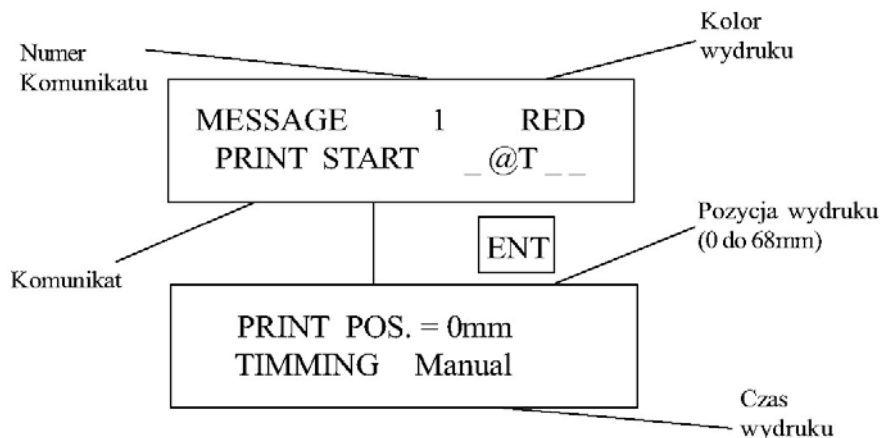 Kolor
wydruku
Numer
Komunikatu
MESSAGE 1 RED
PRINT START _ @T _ _
Pozycja wydruku
(0 do 68mm)
ENT
Komunikat
PRINT POS. = 0mm
TIMMING Manual
Czas
wydruku